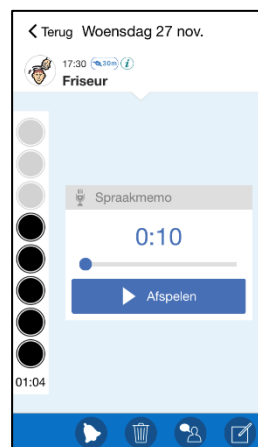 Terug Woensdag 27 nov.
17:30 30m i
Friseur
Spraakmemo
0:10
Afspelen
01:04